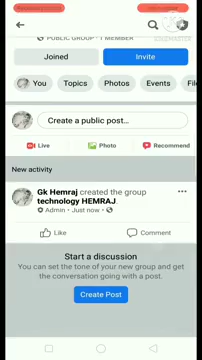 PUBLIC GROUP • 1 MEMBER
Joined
Invite
You
Topics
Photos
Events
Create a public post...
Live
Photo
Recommend
New activity
Gk Hemraj created the group
technology HEMRAJ.
Admin • Just now •
Like
Comment
Start a discussion
You can set the tone of your new group and get
the conversation going with a post.
Create Post